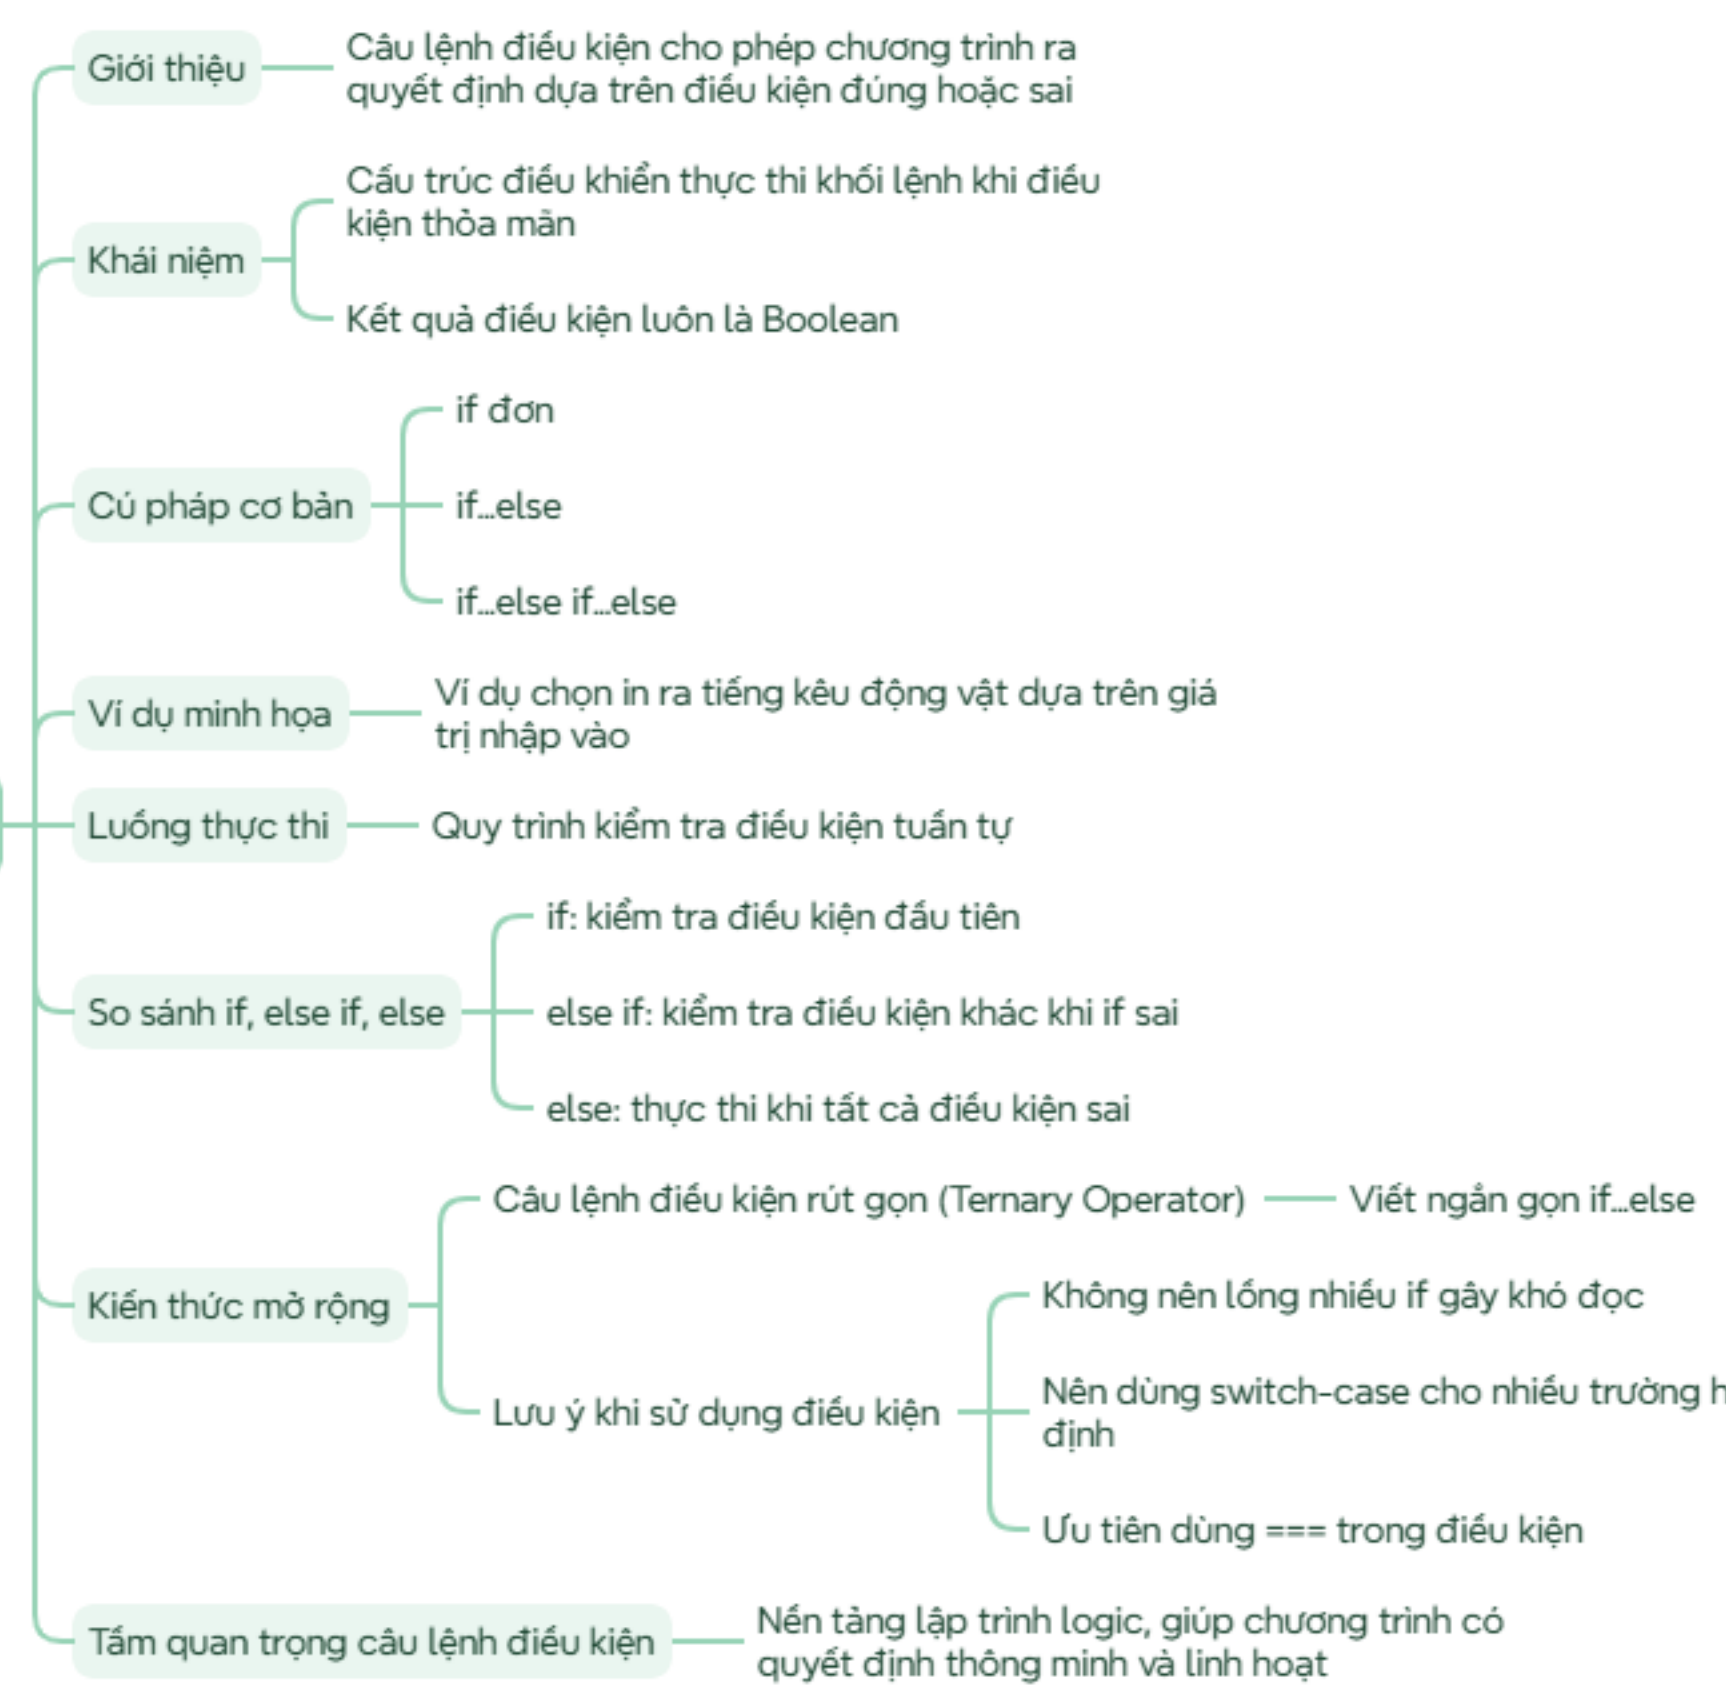 Giới thiệu
Câu lệnh điều kiện cho phép chương trình ra
quyết định dựa trên điều kiện đúng hoặc sai
Khái niệm
Cấu trúc điều khiển thực thi khối lệnh khi điều
kiện thỏa mãn
Kết quả điều kiện luôn là Boolean
Cú pháp cơ bản
if đơn
if...else
if...else if...else
Ví dụ minh họa
Ví dụ chọn in ra tiếng kêu động vật dựa trên giá
trị nhập vào
Luồng thực thi
Quy trình kiểm tra điều kiện tuần tự
So sánh if, else if, else
if: kiểm tra điều kiện đầu tiên
else if: kiểm tra điều kiện khác khi if sai
else: thực thi khi tất cả điều kiện sai
Kiến thức mở rộng
Câu lệnh điều kiện rút gọn (Ternary Operator)
Viết ngắn gọn if...else
Lưu ý khi sử dụng điều kiện
Không nên lồng nhiều if gây khó đọc
Nên dùng switch-case cho nhiều trường
định
Ưu tiên dùng === trong điều kiện
Tầm quan trọng câu lệnh điều kiện
Nền tảng lập trình logic, giúp chương trình có
quyết định thông minh và linh hoạt